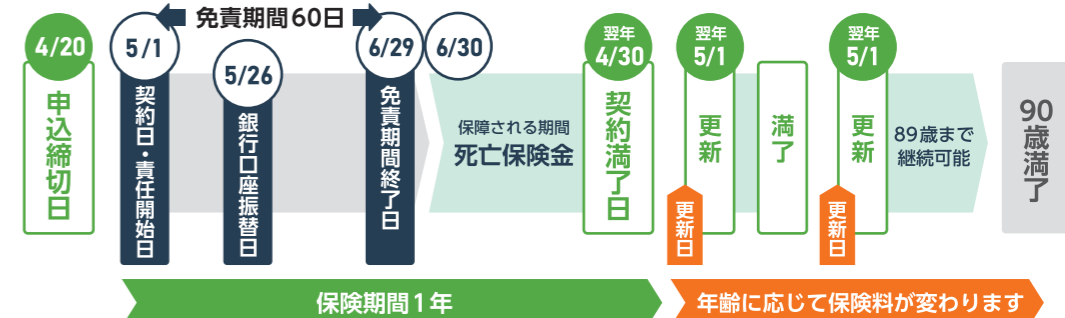 免責期間60日
4/20
申込締切日
5/1
契約日・責任開始日
5/26
銀行口座振替日
6/29
免責期間終了日
6/30
保障される期間
死亡保険金
翌年
4/30
契約満了日
翌年
5/1
更新
更新日
満了
翌年
5/1
更新
更新日
89歳まで
継続可能
90歳満了
保険期間1年
年齢に応じて保険料が変わります